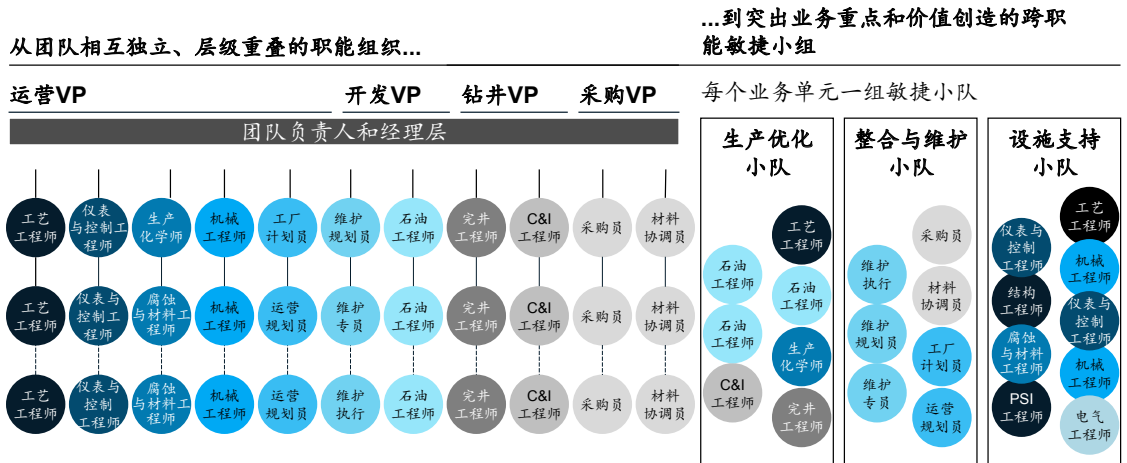 从团队相互独立、层级重叠的职能组织...
...到突出业务重点和价值创造的跨职
能敏捷小组
运营VP
开发VP
钻井VP
采购VP
每个业务单元一组敏捷小队
团队负责人和经理层
工艺
工程师
仪表
与控制工
程师
生产
化学师
机械
工程师
工厂
计划员
维护
规划员
石油
工程师
完井
工程师
C&I
工程师
采购员
材料
协调员
工艺
工程师
仪表与
控制工
程师
腐蚀
与材料工
程师
机械
工程师
运营
规划员
维护
专员
石油
工程师
完井
工程师
C&I
工程师
采购员
材料
协调员
工艺
工程师
仪表与
控制
工程师
腐蚀
与材料工
程师
机械
工程师
运营
规划员
维护
执行
石油
工程师
完井
工程师
C&I
工程师
采购员
材料
协调员
生产优化
小队
工艺
工程师
石油
工程师
石油
工程师
石油
工程师
生产
化学师
C&I
工程师
完井
工程师
整合与维护
小队
采购员
维护
执行
材料
协调员
维护
规划员
工厂
计划员
维护
专员
运营
规划员
设施支持
小队
工艺
工程师
仪表与
控制
工程师
机械
工程师
结构
工程师
仪表与
控制
工程师
腐蚀
与材料
工程师
机械
工程师
PSI
工程师
电气
工程师